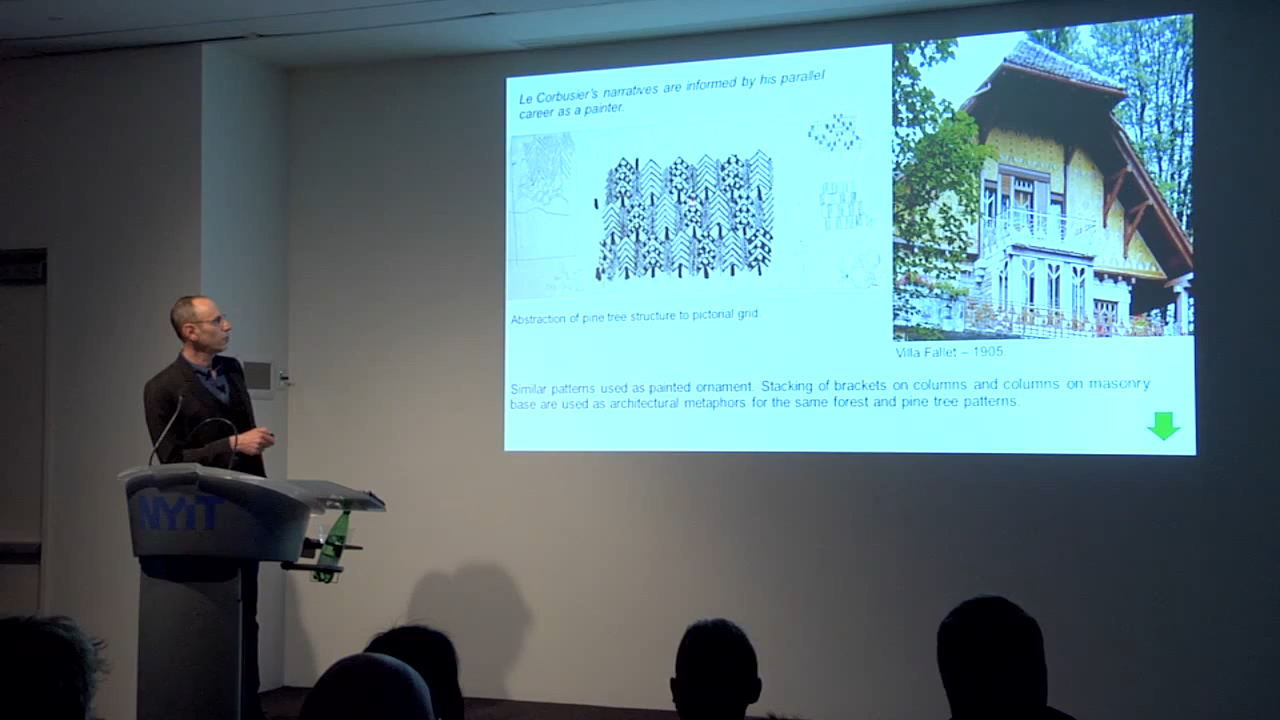 Le Corbusier's narratives are informed by his parallel
career as a painter.
Abstraction of pine tree structure to pictorial grid
Villa Fallet – 1905.
Similar patterns used as painted ornament. Stacking of brackets on columns and columns on masonry
base are used as architectural metaphors for the same forest and pine tree patterns.
NYiT